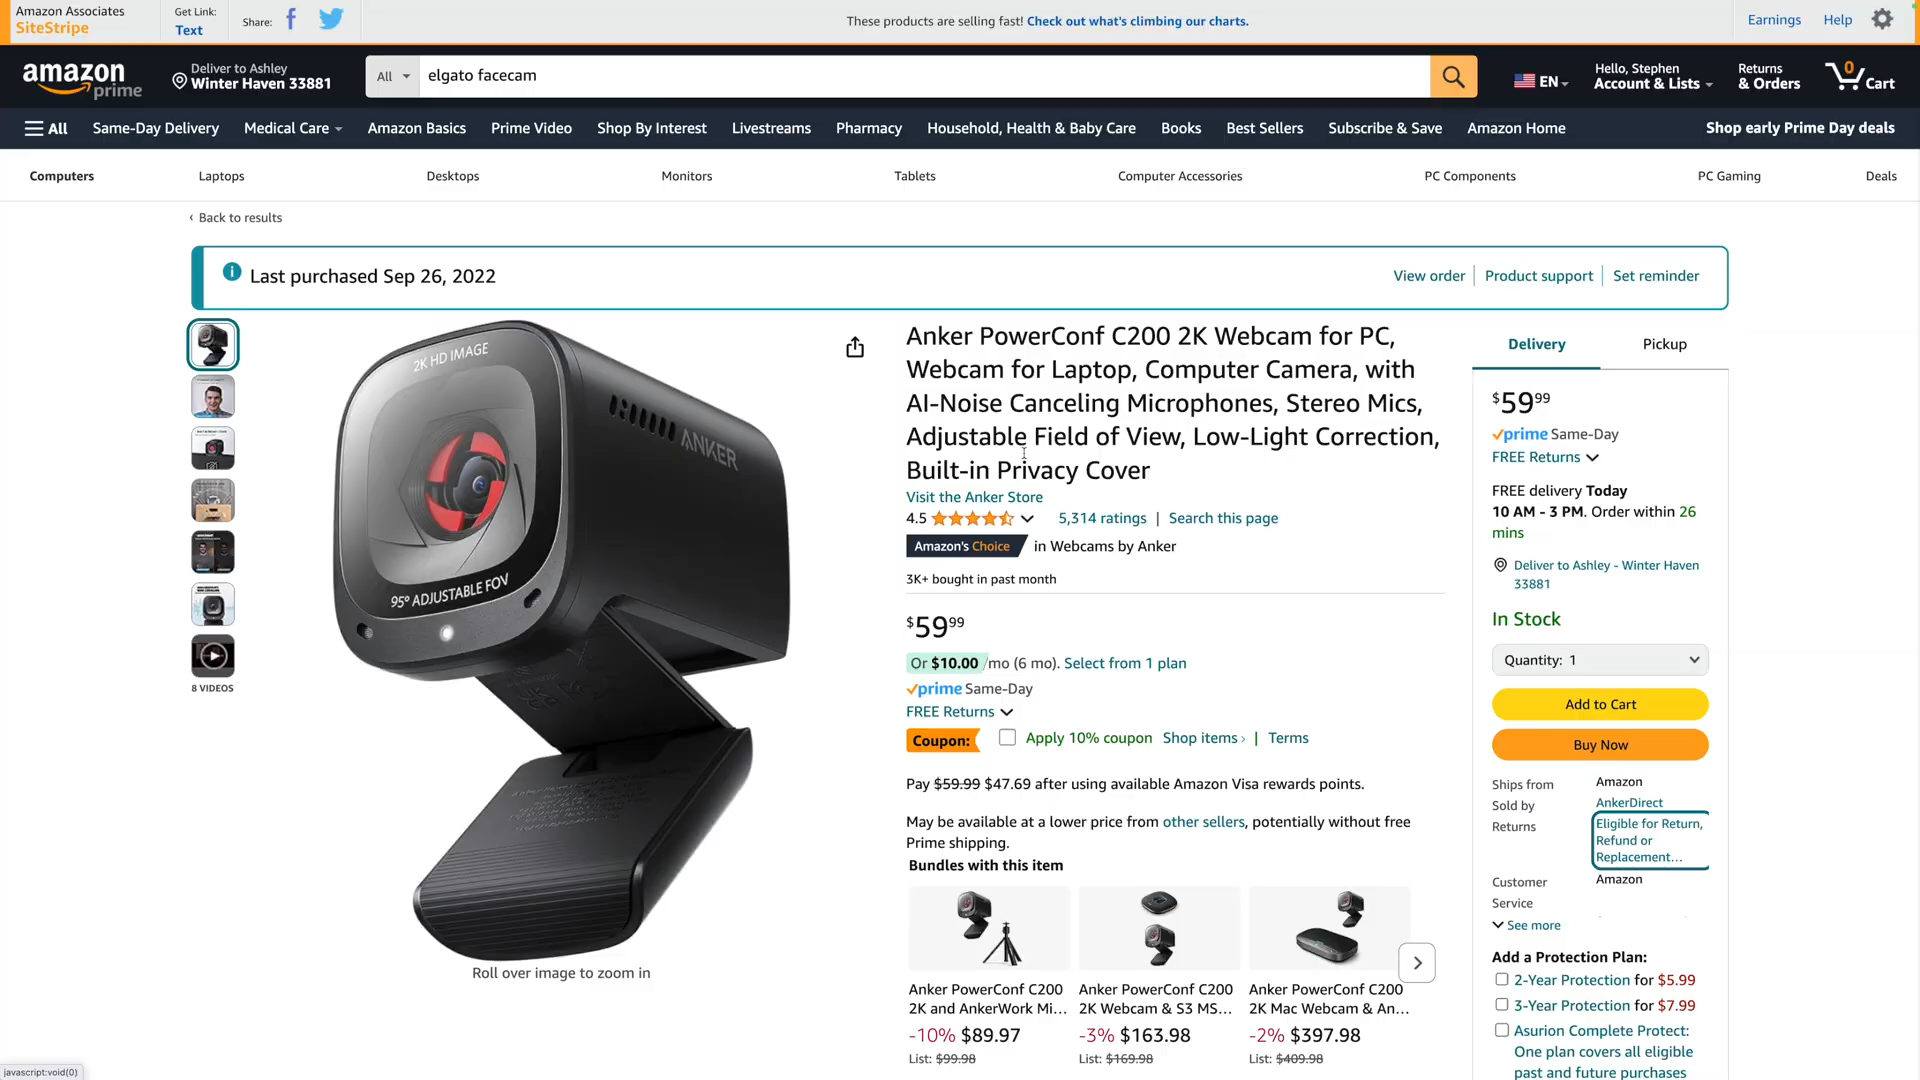 Amazon Associates
SiteStripe
Get Link:
Text
Share:
These products are selling fast! Check out what's climbing our charts.
Earnings
Help
amazon
prime
Deliver to Ashley
Winter Haven 33881
All
elgato facecam
EN
Hello, Stephen
Account & Lists
Returns
& Orders
0
Cart
All
Same-Day Delivery
Medical Care
Amazon Basics
Prime Video
Shop By Interest
Livestreams
Pharmacy
Household, Health & Baby Care
Books
Best Sellers
Subscribe & Save
Amazon Home
Shop early Prime Day deals
Computers
Laptops
Desktops
Monitors
Tablets
Computer Accessories
PC Components
PC Gaming
Deals
‹ Back to results
Last purchased Sep 26, 2022
View order
Product support
Set reminder
8 VIDEOS
2K HD IMAGE
ANKER
95° ADJUSTABLE FOV
Roll over image to zoom in
Anker PowerConf C200 2K Webcam for PC,
Webcam for Laptop, Computer Camera, with
AI-Noise Canceling Microphones, Stereo Mics,
Adjustable Field of View, Low-Light Correction,
Built-in Privacy Cover
Visit the Anker Store
4.5
5,314 ratings | Search this page
Amazon's Choice in Webcams by Anker
3K+ bought in past month
$59 99
Or $10.00 /mo (6 mo). Select from 1 plan
prime Same-Day
FREE Returns
Coupon: Apply 10% coupon Shop items › | Terms
Pay $59.99 $47.69 after using available Amazon Visa rewards points.
May be available at a lower price from other sellers, potentially without free
Prime shipping.
Bundles with this item
Anker PowerConf C200
2K and AnkerWork Mi...
-10% $89.97
List: $99.98
Anker PowerConf C200
2K Webcam & S3 MS...
-3% $163.98
List: $169.98
Anker PowerConf C200
2K Mac Webcam & An...
-2% $397.98
List: $409.98
Delivery
Pickup
$59 99
prime Same-Day
FREE Returns
FREE delivery Today
10 AM - 3 PM. Order within 26
mins
Deliver to Ashley - Winter Haven
33881
In Stock
Quantity: 1
Add to Cart
Buy Now
Ships from
Amazon
Sold by
AnkerDirect
Returns
Eligible for Return,
Refund or
Replacement...
Customer
Service
Amazon
See more
Add a Protection Plan:
2-Year Protection for $5.99
3-Year Protection for $7.99
Asurion Complete Protect:
One plan covers all eligible
past and future purchases
javascript:void(0)